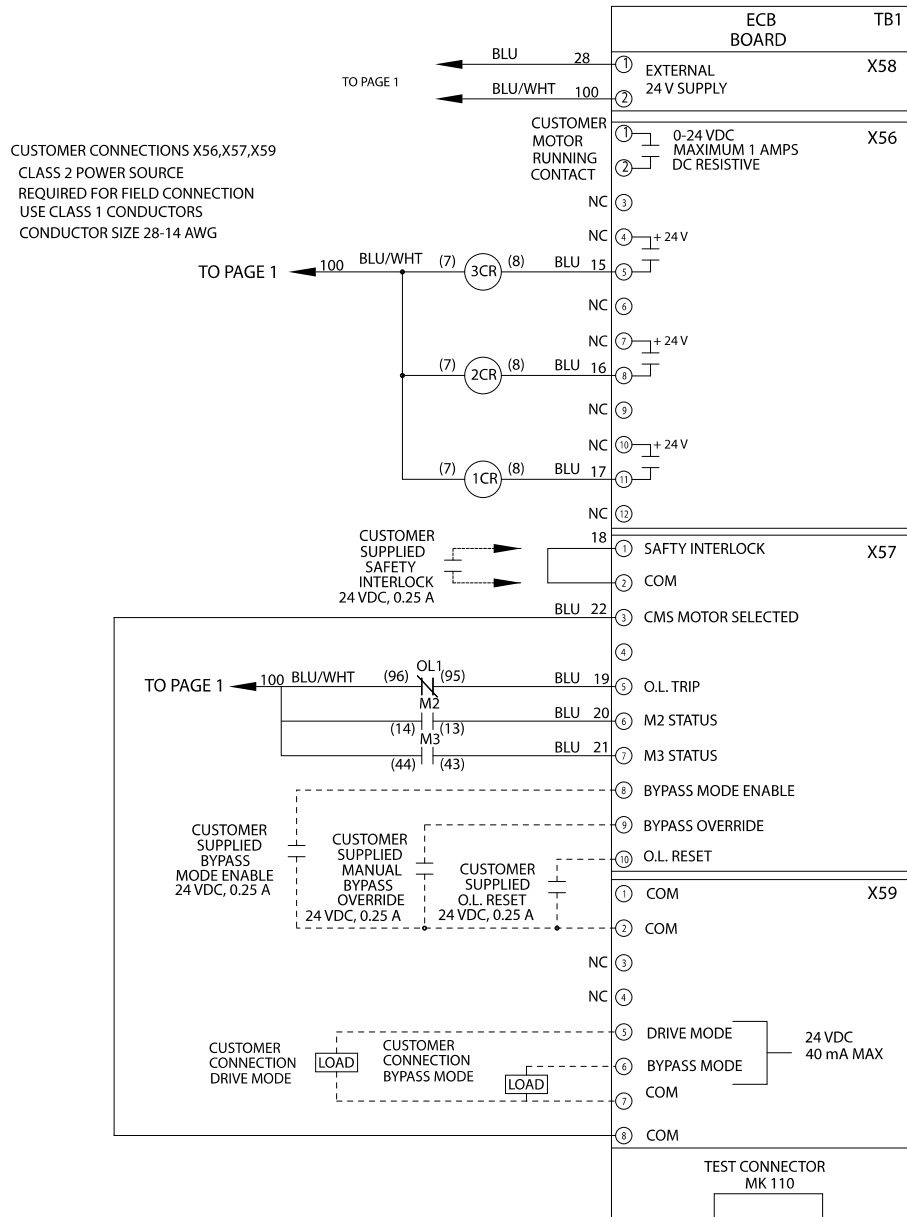 ECB
BOARD
TB1
BLU 28 1 EXTERNAL
24 V SUPPLY
X58
TO PAGE 1
BLU/WHT 100 2
CUSTOMER
MOTOR
RUNNING
CONTACT
1
2
0-24 VDC
MAXIMUM 1 AMPS
DC RESISTIVE
X56
CUSTOMER CONNECTIONS X56,X57,X59
CLASS 2 POWER SOURCE
REQUIRED FOR FIELD CONNECTION
USE CLASS 1 CONDUCTORS
CONDUCTOR SIZE 28-14 AWG
NC 3
NC 4 + 24 V
TO PAGE 1 100 BLU/WHT (7) 3CR (8) BLU 15 5
NC 6
NC 7 + 24 V
(7) 2CR (8) BLU 16 8
NC 9
NC 10 + 24 V
(7) 1CR (8) BLU 17 11
NC 12
CUSTOMER
SUPPLIED
SAFETY
INTERLOCK
24 VDC, 0.25 A
18 1 SAFTY INTERLOCK X57
2 COM
BLU 22 3 CMS MOTOR SELECTED
4
TO PAGE 1 100 BLU/WHT (96) OL1 (95) BLU 19 5 O.L. TRIP
M2
(14) (13) BLU 20 6 M2 STATUS
M3
(44) (43) BLU 21 7 M3 STATUS
8 BYPASS MODE ENABLE
9 BYPASS OVERRIDE
10 O.L. RESET
CUSTOMER
SUPPLIED
BYPASS
MODE ENABLE
24 VDC, 0.25 A
CUSTOMER
SUPPLIED
MANUAL
BYPASS
OVERRIDE
24 VDC, 0.25 A
CUSTOMER
SUPPLIED
O.L. RESET
24 VDC, 0.25 A
1 COM X59
2 COM
NC 3
NC 4
5 DRIVE MODE
6 BYPASS MODE
24 VDC
40 mA MAX
CUSTOMER
CONNECTION
DRIVE MODE
LOAD
CUSTOMER
CONNECTION
BYPASS MODE
LOAD
7 COM
8 COM
TEST CONNECTOR
MK 110